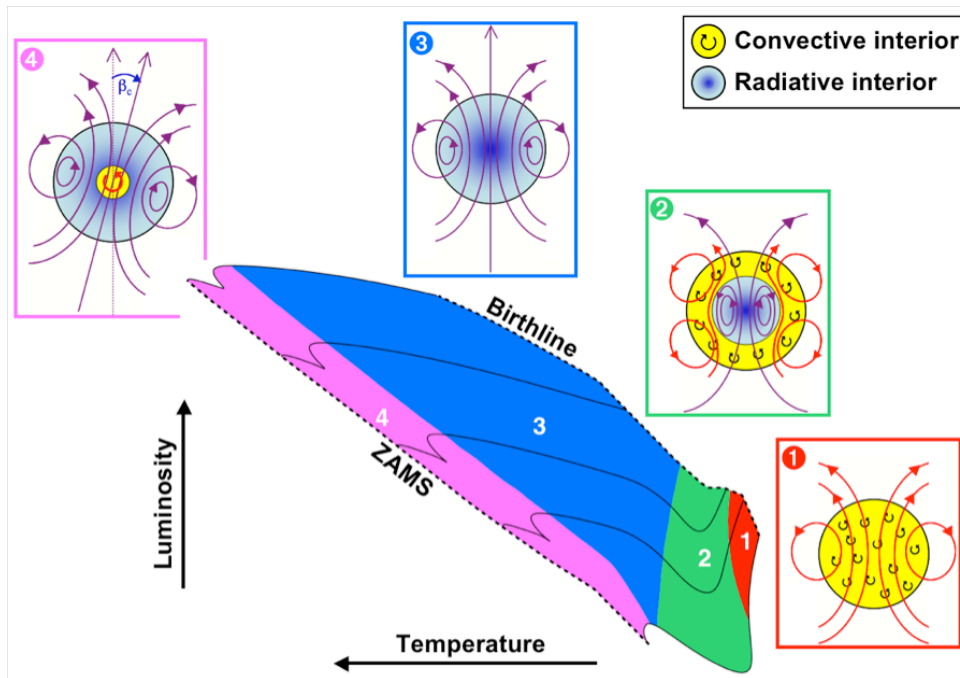 4
βc
3
Convective interior
Radiative interior
2
1
Birthline
ZAMS
4
3
2
1
Luminosity
Temperature